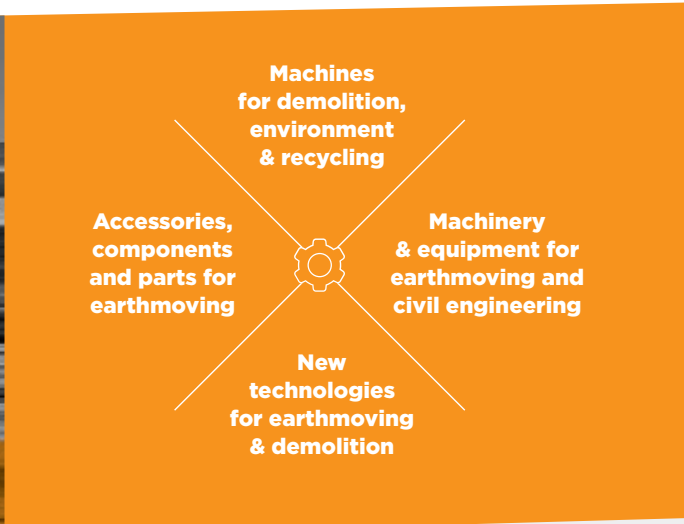 Machines
for demolition,
environment
& recycling
Accessories,
components
and parts for
earthmoving
Machinery
& equipment for
earthmoving and
civil engineering
New
technologies
for earthmoving
& demolition